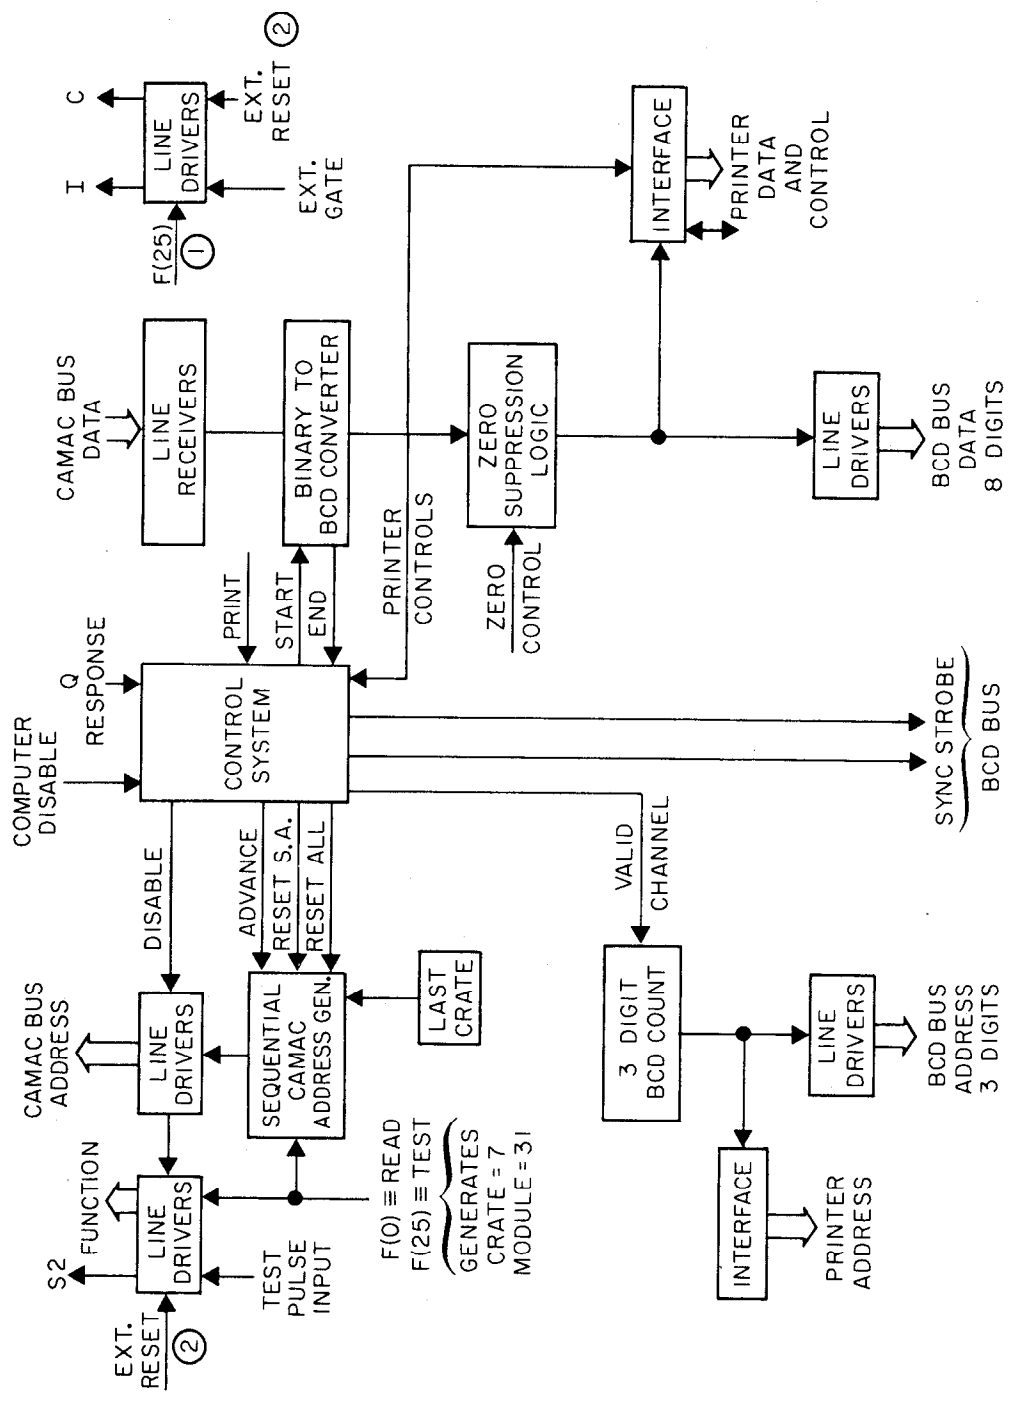 S2
FUNCTION
CAMAC BUS
ADDRESS
COMPUTER
DISABLE
Q
RESPONSE
CAMAC BUS
DATA
I
C
EXT.
RESET
2
LINE
DRIVERS
LINE
DRIVERS
DISABLE
CONTROL
SYSTEM
PRINT
LINE
RECEIVERS
F(25)
1
LINE
DRIVERS
EXT.
GATE
EXT.
RESET
2
TEST
PULSE
INPUT
SEQUENTIAL
CAMAC
ADDRESS GEN.
ADVANCE
RESET S.A.
RESET ALL
START
END
BINARY TO
BCD CONVERTER
F(0) ≡ READ
F(25) ≡ TEST
GENERATES
CRATE = 7
MODULE = 31
LAST
CRATE
PRINTER
CONTROLS
ZERO
CONTROL
ZERO
SUPPRESSION
LOGIC
3 DIGIT
BCD COUNT
VALID
CHANNEL
INTERFACE
PRINTER
DATA
AND
CONTROL
INTERFACE
PRINTER
ADDRESS
LINE
DRIVERS
BCD BUS
ADDRESS
3 DIGITS
SYNC STROBE
BCD BUS
LINE
DRIVERS
BCD BUS
DATA
8 DIGITS